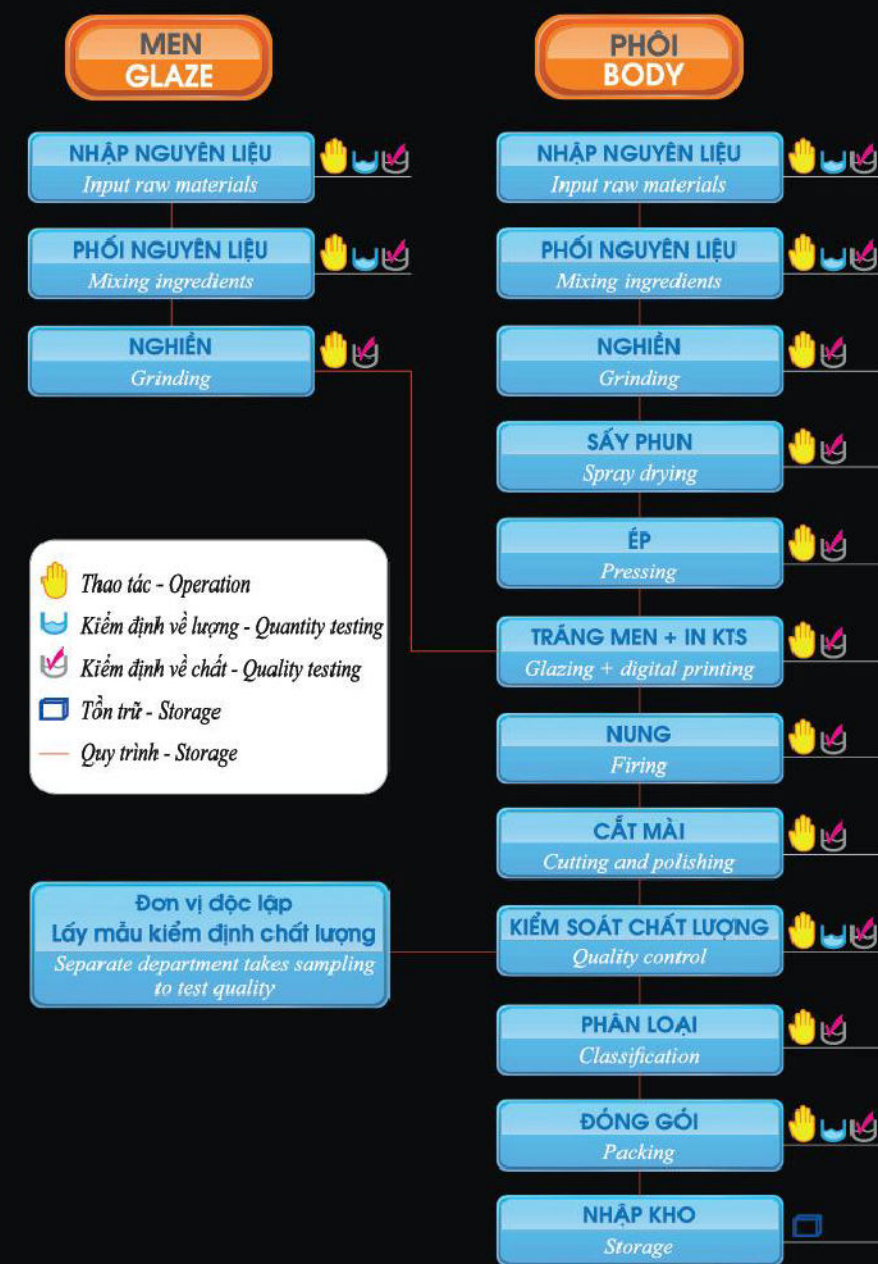 MEN
GLAZE
NHẬP NGUYÊN LIỆU
Input raw materials
PHỐI NGUYÊN LIỆU
Mixing ingredients
NGHIỀN
Grinding
Thao tác - Operation
Kiểm định về lượng - Quantity testing
Kiểm định về chất - Quality testing
Tồn trữ - Storage
Quy trình - Storage
Đơn vị độc lập
Lấy mẫu kiểm định chất lượng
Separate department takes sampling
to test quality
PHÔI
BODY
NHẬP NGUYÊN LIỆU
Input raw materials
PHỐI NGUYÊN LIỆU
Mixing ingredients
NGHIỀN
Grinding
SẤY PHUN
Spray drying
ÉP
Pressing
TRÁNG MEN + IN KTS
Glazing + digital printing
NUNG
Firing
CẮT MÀI
Cutting and polishing
KIỂM SOÁT CHẤT LƯỢNG
Quality control
PHÂN LOẠI
Classification
ĐÓNG GÓI
Packing
NHẬP KHO
Storage